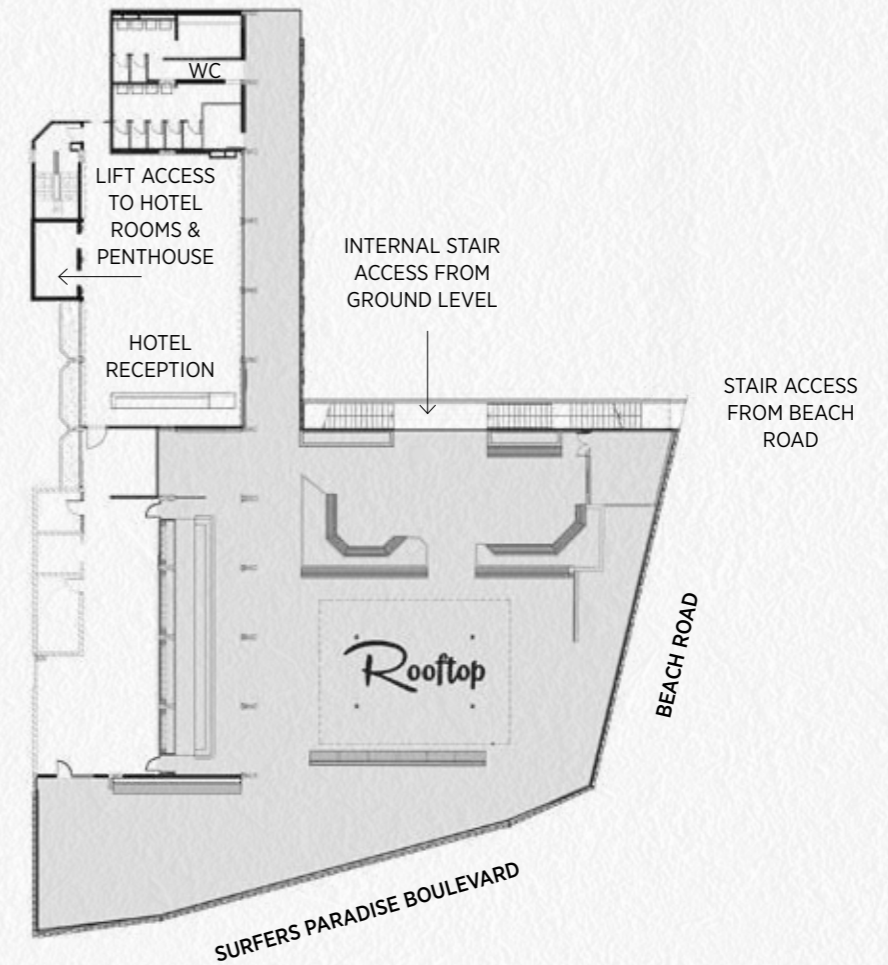 WC
LIFT ACCESS
TO HOTEL
ROOMS &
PENTHOUSE
INTERNAL STAIR
ACCESS FROM
GROUND LEVEL
HOTEL
RECEPTION
STAIR ACCESS
FROM BEACH
ROAD
Rooftop
BEACH ROAD
SURFERS PARADISE BOULEVARD